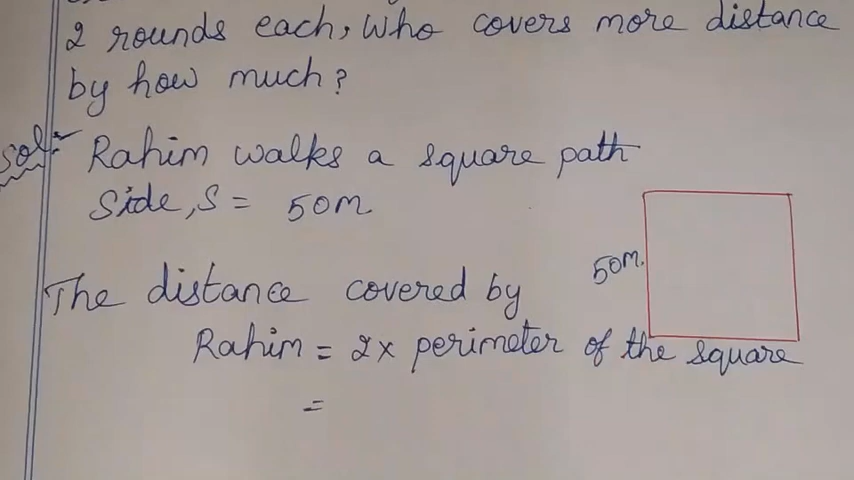 2 rounds each, Who covers more distance
by how much?
Sol:- Rahim walks a square path
Side, S = 50m
50m.
The distance covered by
Rahim = 2x perimeter of the square
=